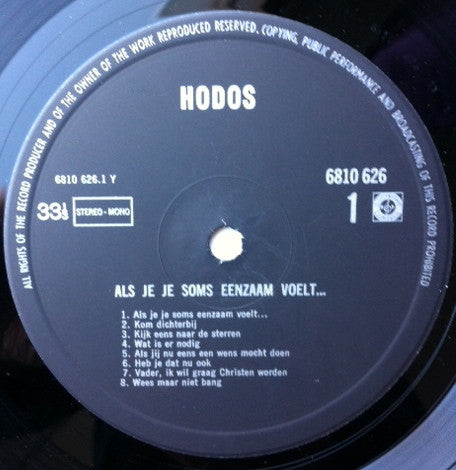 ALL RIGHTS OF THE RECORD PRODUCER AND OF THE OWNER OF THE WORK REPRODUCED RESERVED. COPYING, PUBLIC PERFORMANCE AND BROADCASTING OF THIS RECORD PROHIBITED
HODOS
6810 626.1 Y
6810 626
33⅓ STEREO-MONO
1
ALS JE JE SOMS EENZAAM VOELT...
1. Als je je soms eenzaam voelt...
2. Kom dichterbij
3. Kijk eens naar de sterren
4. Wat is er nodig
5. Als jij nu eens een wens mocht doen
6. Heb je dat nu ook
7. Vader, ik wil graag Christen worden
8. Wees maar niet bang